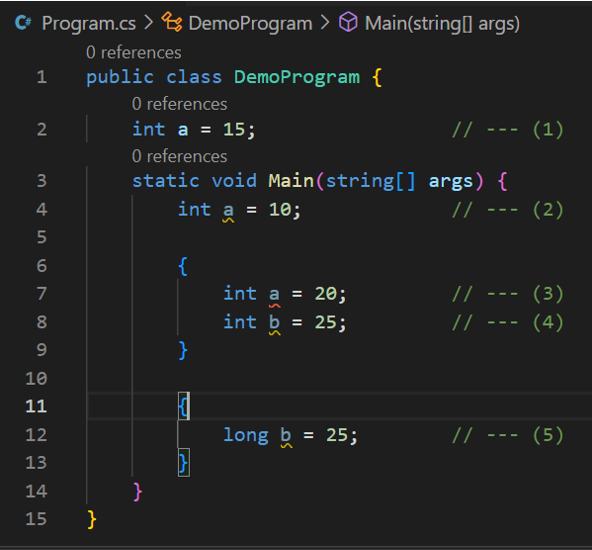 C# Program.cs > DemoProgram > Main(string[] args)
0 references
1 public class DemoProgram {
0 references
2 int a = 15; // --- (1)
0 references
3 static void Main(string[] args) {
4 int a = 10; // --- (2)
5
6 {
7 int a = 20; // --- (3)
8 int b = 25; // --- (4)
9 }
10
11 {
12 long b = 25; // --- (5)
13 }
14 }
15 }